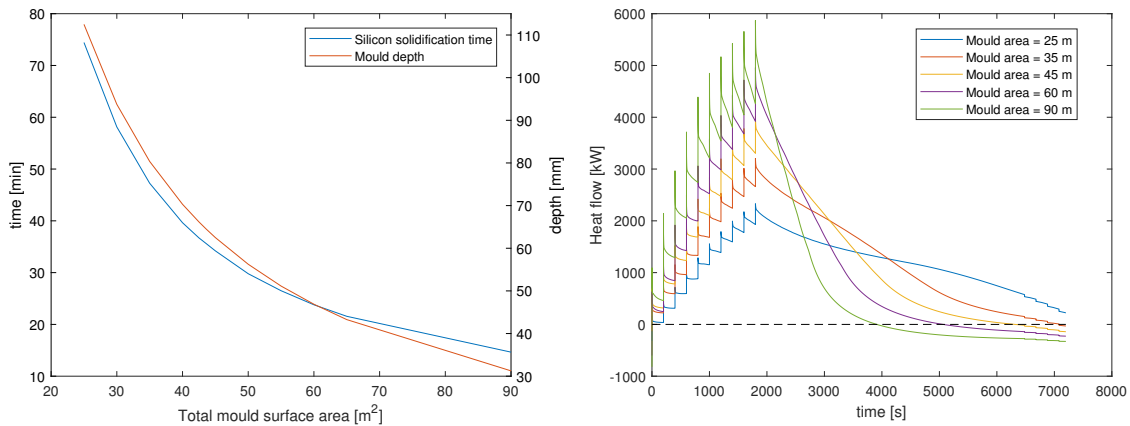 80
70
60
50
40
30
20
10
time [min]
20 30 40 50 60 70 80 90
Total mould surface area [m²]
Silicon solidification time
Mould depth
110
100
90
80
70
60
50
40
30
depth [mm]
6000
5000
4000
3000
2000
1000
0
-1000
Heat flow [kW]
0 1000 2000 3000 4000 5000 6000 7000 8000
time [s]
Mould area = 25 m
Mould area = 35 m
Mould area = 45 m
Mould area = 60 m
Mould area = 90 m